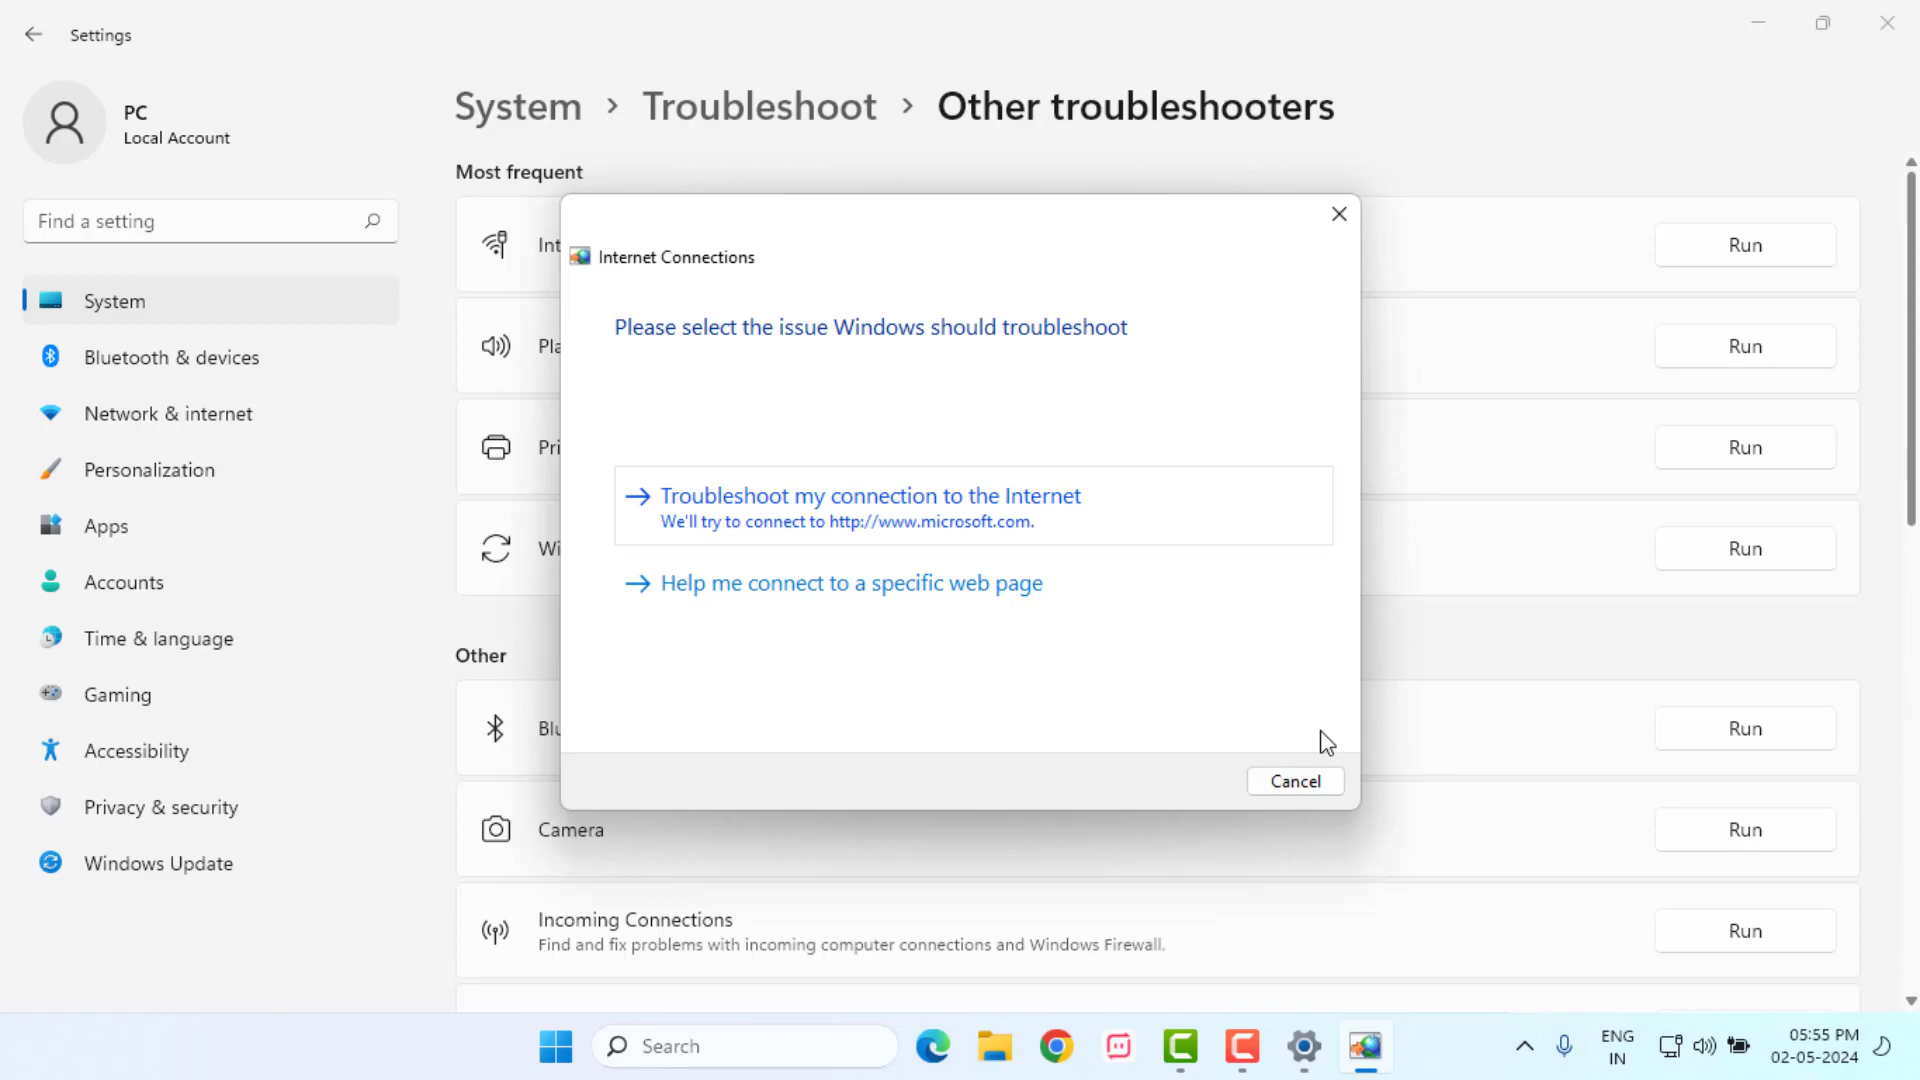 Settings
PC
Local Account
Find a setting
System
Bluetooth & devices
Network & internet
Personalization
Apps
Accounts
Time & language
Gaming
Accessibility
Privacy & security
Windows Update
System > Troubleshoot > Other troubleshooters
Most frequent
Int
Run
Pla
Run
Pri
Run
Wi
Run
Internet Connections
Please select the issue Windows should troubleshoot
Troubleshoot my connection to the Internet
We'll try to connect to http://www.microsoft.com.
Help me connect to a specific web page
Cancel
Other
Blu
Run
Camera
Run
Incoming Connections
Find and fix problems with incoming computer connections and Windows Firewall.
Run
Search
ENG
IN
05:55 PM
02-05-2024